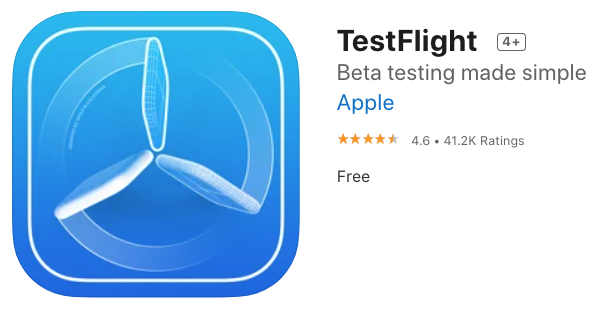 TestFlight 4+
Beta testing made simple
Apple
4.6 • 41.2K Ratings
Free